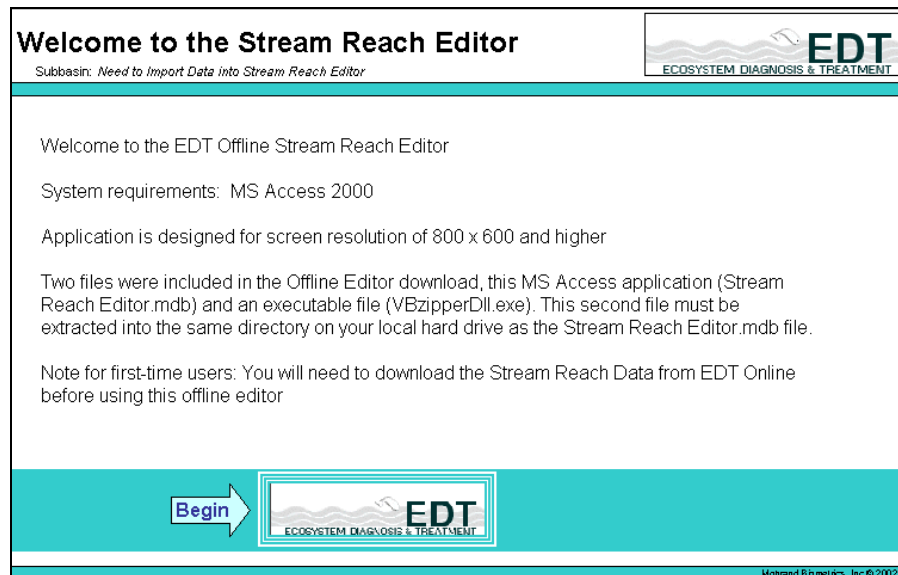 Welcome to the Stream Reach Editor
Subbasin: Need to Import Data into Stream Reach Editor
EDT
ECOSYSTEM DIAGNOSIS & TREATMENT
Welcome to the EDT Offline Stream Reach Editor
System requirements: MS Access 2000
Application is designed for screen resolution of 800 x 600 and higher
Two files were included in the Offline Editor download, this MS Access application (Stream
Reach Editor.mdb) and an executable file (VBzipperDll.exe). This second file must be
extracted into the same directory on your local hard drive as the Stream Reach Editor.mdb file.
Note for first-time users: You will need to download the Stream Reach Data from EDT Online
before using this offline editor
Begin
EDT
ECOSYSTEM DIAGNOSIS & TREATMENT
Mobrand Biometrics, Inc © 2002